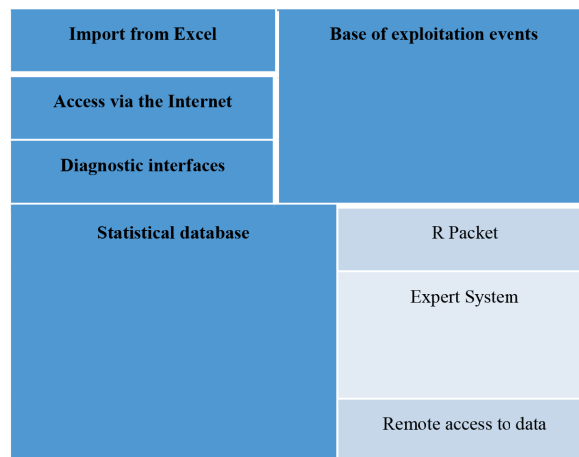 Import from Excel
Base of exploitation events
Access via the Internet
Diagnostic interfaces
Statistical database
R Packet
Expert System
Remote access to data